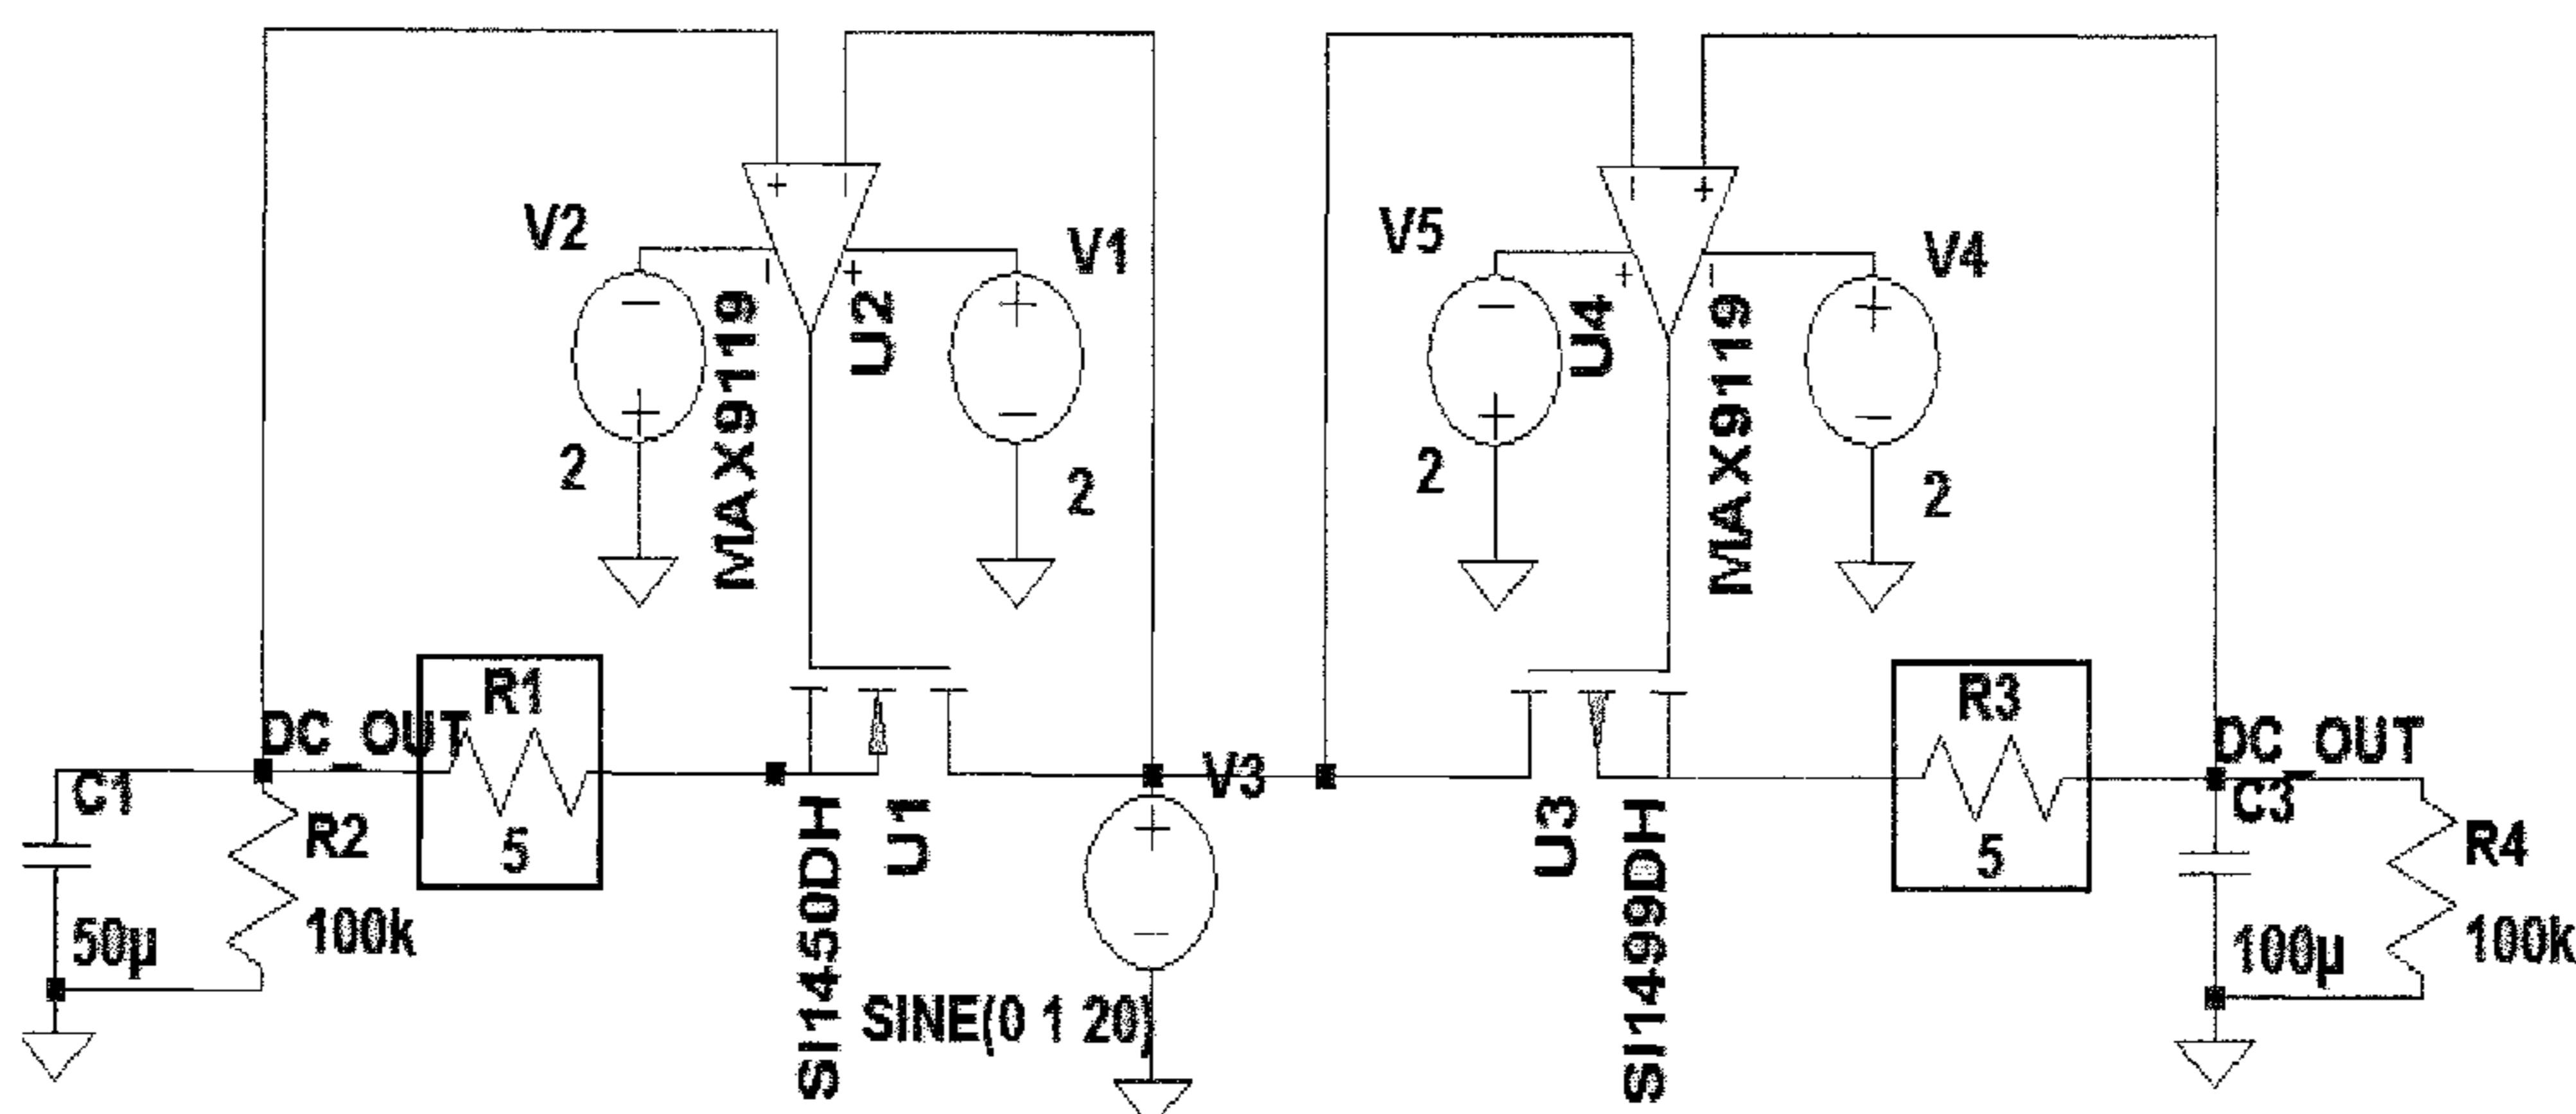 V2
V1
2
2
MAX9119
U2
V5
V4
2
2
U4
MAX9119
DC_OUT
R1
5
C1
50µ
R2
100k
SI1450DH
U1
V3
SINE(0 1 20)
U3
SI1499DH
R3
5
DC_OUT
C3
100µ
R4
100k